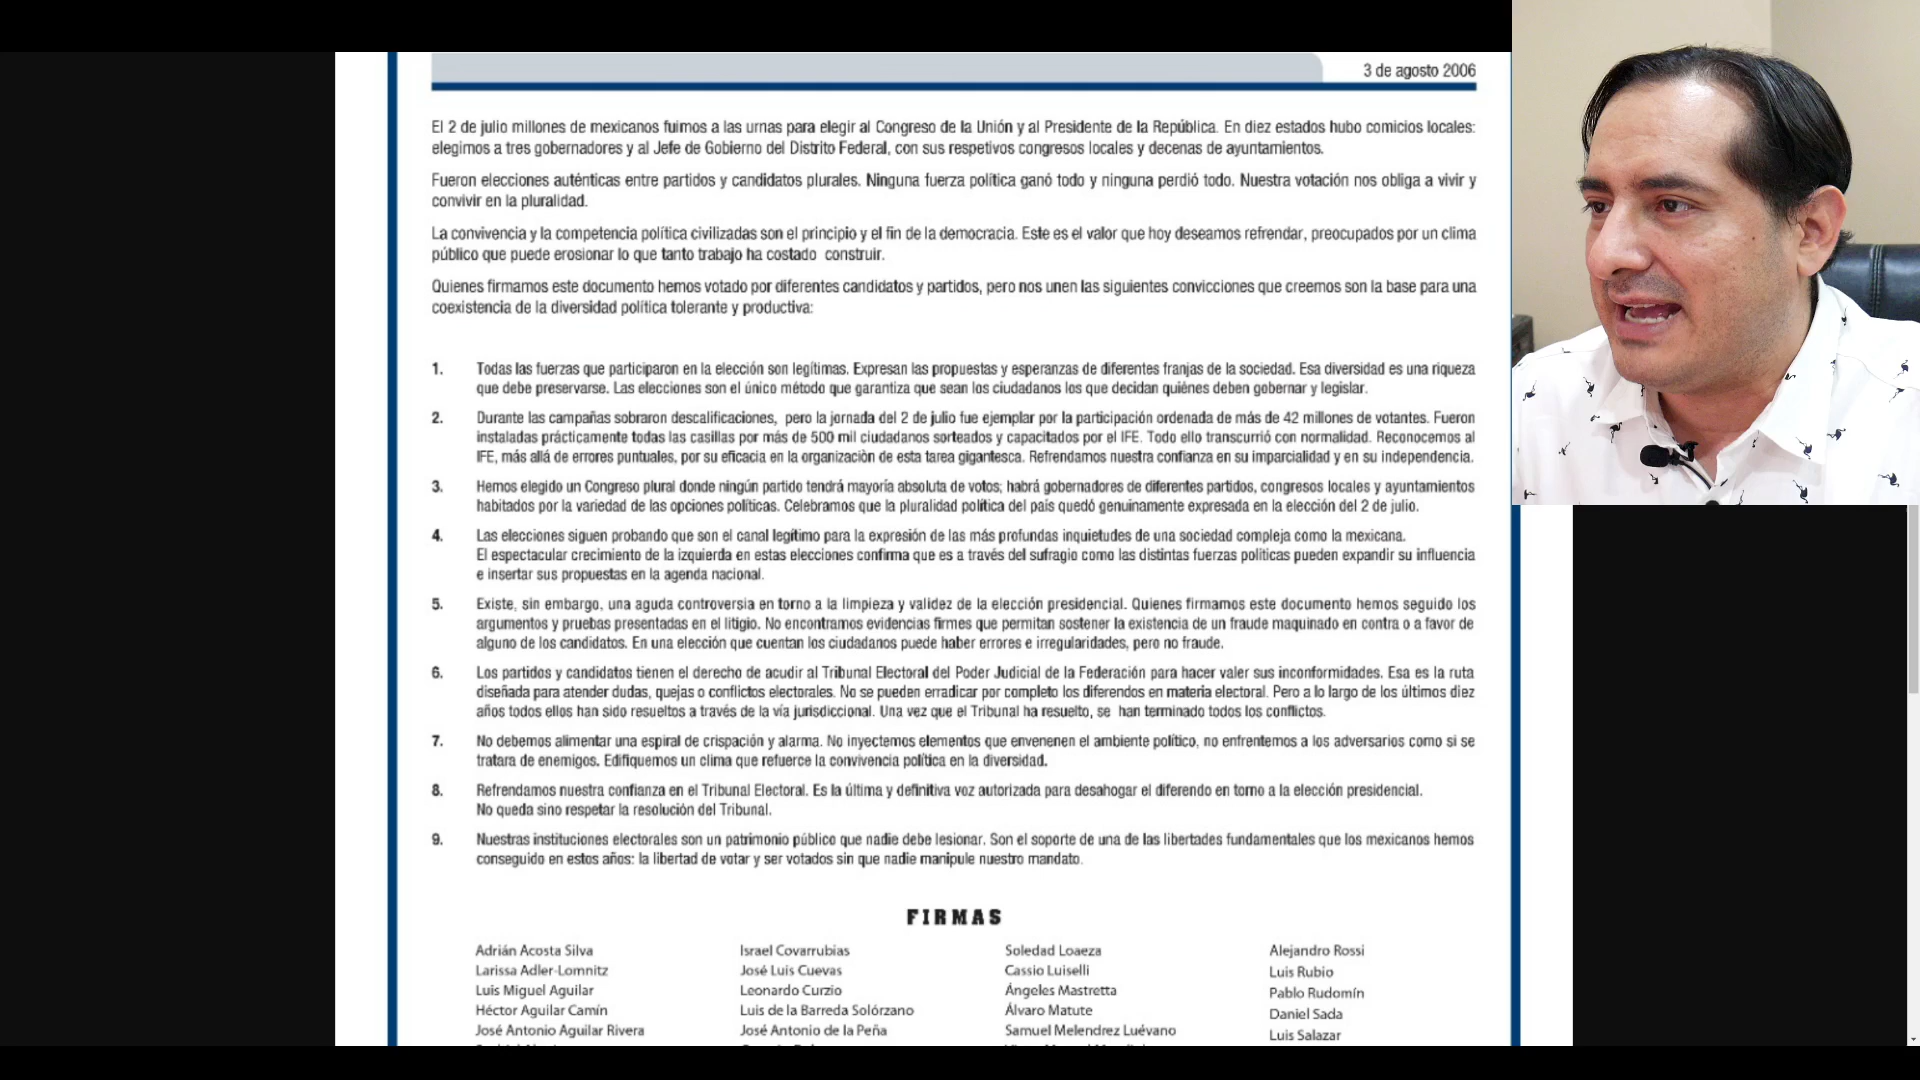 3 de agosto 2006
El 2 de julio millones de mexicanos fuimos a las urnas para elegir al Congreso de la Unión y al Presidente de la República. En diez estados hubo comicios locales:
elegimos a tres gobernadores y al Jefe de Gobierno del Distrito Federal, con sus respetivos congresos locales y decenas de ayuntamientos.
Fueron elecciones auténticas entre partidos y candidatos plurales. Ninguna fuerza política ganó todo y ninguna perdió todo. Nuestra votación nos obliga a vivir y
convivir en la pluralidad.
La convivencia y la competencia política civilizadas son el principio y el fin de la democracia. Este es el valor que hoy deseamos refrendar, preocupados por un clima
público que puede erosionar lo que tanto trabajo ha costado construir.
Quienes firmamos este documento hemos votado por diferentes candidatos y partidos, pero nos unen las siguientes convicciones que creemos son la base para una
coexistencia de la diversidad política tolerante y productiva:
1. Todas las fuerzas que participaron en la elección son legítimas. Expresan las propuestas y esperanzas de diferentes franjas de la sociedad. Esa diversidad es una riqueza
que debe preservarse. Las elecciones son el único método que garantiza que sean los ciudadanos los que decidan quiénes deben gobernar y legislar.
2. Durante las campañas sobraron descalificaciones, pero la jornada del 2 de julio fue ejemplar por la participación ordenada de más de 42 millones de votantes. Fueron
instaladas prácticamente todas las casillas por más de 500 mil ciudadanos sorteados y capacitados por el IFE. Todo ello transcurrió con normalidad. Reconocemos al
IFE, más allá de errores puntuales, por su eficacia en la organizaciòn de esta tarea gigantesca. Refrendamos nuestra confianza en su imparcialidad y en su independencia.
3. Hemos elegido un Congreso plural donde ningún partido tendrá mayoría absoluta de votos; habrá gobernadores de diferentes partidos, congresos locales y ayuntamientos
habitados por la variedad de las opciones políticas. Celebramos que la pluralidad política del país quedó genuinamente expresada en la elección del 2 de julio.
4. Las elecciones siguen probando que son el canal legítimo para la expresión de las más profundas inquietudes de una sociedad compleja como la mexicana.
El espectacular crecimiento de la izquierda en estas elecciones confirma que es a través del sufragio como las distintas fuerzas políticas pueden expandir su influencia
e insertar sus propuestas en la agenda nacional.
5. Existe, sin embargo, una aguda controversia en torno a la limpieza y validez de la elección presidencial. Quienes firmamos este documento hemos seguido los
argumentos y pruebas presentadas en el litigio. No encontramos evidencias firmes que permitan sostener la existencia de un fraude maquinado en contra o a favor de
alguno de los candidatos. En una elección que cuentan los ciudadanos puede haber errores e irregularidades, pero no fraude.
6. Los partidos y candidatos tienen el derecho de acudir al Tribunal Electoral del Poder Judicial de la Federación para hacer valer sus inconformidades. Esa es la ruta
diseñada para atender dudas, quejas o conflictos electorales. No se pueden erradicar por completo los diferendos en materia electoral. Pero a lo largo de los últimos diez
años todos ellos han sido resueltos a través de la vía jurisdiccional. Una vez que el Tribunal ha resuelto, se han terminado todos los conflictos.
7. No debemos alimentar una espiral de crispación y alarma. No inyectemos elementos que envenenen el ambiente político, no enfrentemos a los adversarios como si se
tratara de enemigos. Edifiquemos un clima que refuerce la convivencia política en la diversidad.
8. Refrendamos nuestra confianza en el Tribunal Electoral. Es la última y definitiva voz autorizada para desahogar el diferendo en torno a la elección presidencial.
No queda sino respetar la resolución del Tribunal.
9. Nuestras instituciones electorales son un patrimonio público que nadie debe lesionar. Son el soporte de una de las libertades fundamentales que los mexicanos hemos
conseguido en estos años: la libertad de votar y ser votados sin que nadie manipule nuestro mandato.
FIRMAS
Adrián Acosta Silva
Larissa Adler-Lomnitz
Luis Miguel Aguilar
Héctor Aguilar Camín
José Antonio Aguilar Rivera
Israel Covarrubias
José Luis Cuevas
Leonardo Curzio
Luis de la Barreda Solórzano
José Antonio de la Peña
Soledad Loaeza
Cassio Luiselli
Ángeles Mastretta
Álvaro Matute
Samuel Melendrez Luévano
Alejandro Rossi
Luis Rubio
Pablo Rudomín
Daniel Sada
Luis Salazar